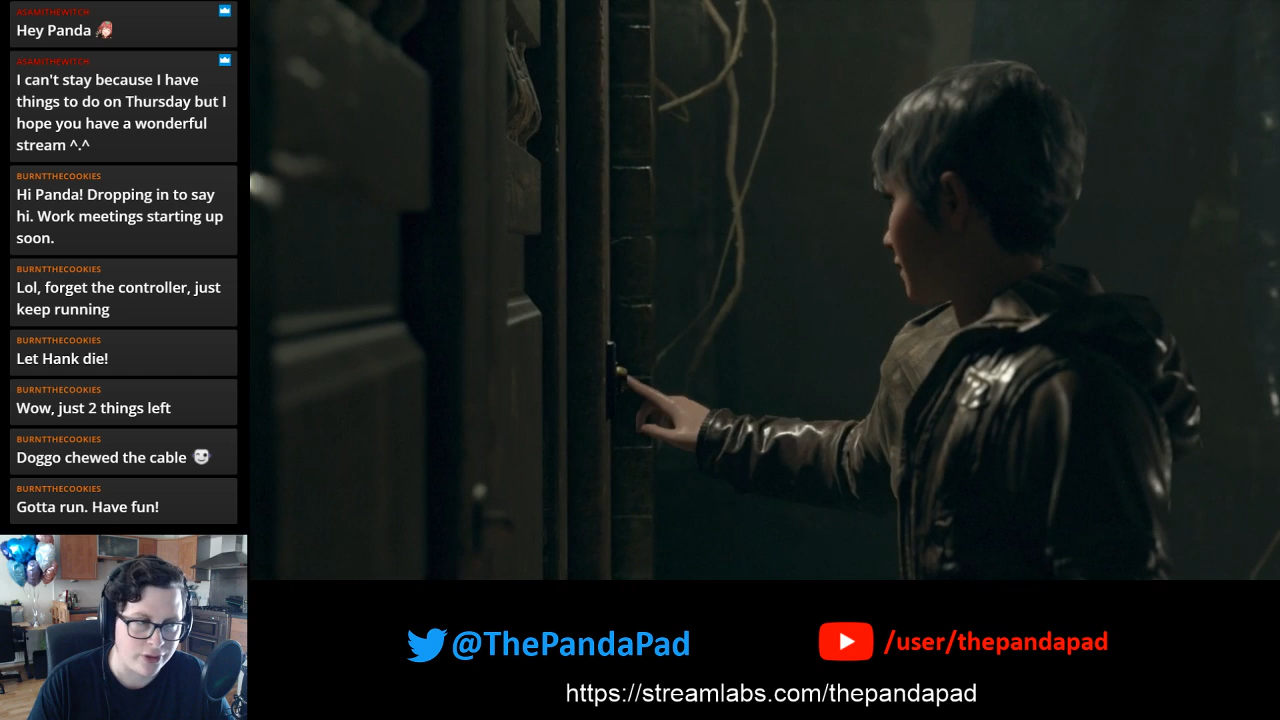 ASAMITHEWITCH
Hey Panda
ASAMITHEWITCH
I can't stay because I have
things to do on Thursday but I
hope you have a wonderful
stream ^.^
BURNTTHECOOKIES
Hi Panda! Dropping in to say
hi. Work meetings starting up
soon.
BURNTTHECOOKIES
Lol, forget the controller, just
keep running
BURNTTHECOOKIES
Let Hank die!
BURNTTHECOOKIES
Wow, just 2 things left
BURNTTHECOOKIES
Doggo chewed the cable
BURNTTHECOOKIES
Gotta run. Have fun!
@ThePandaPad
/user/thepandapad
https://streamlabs.com/thepandapad